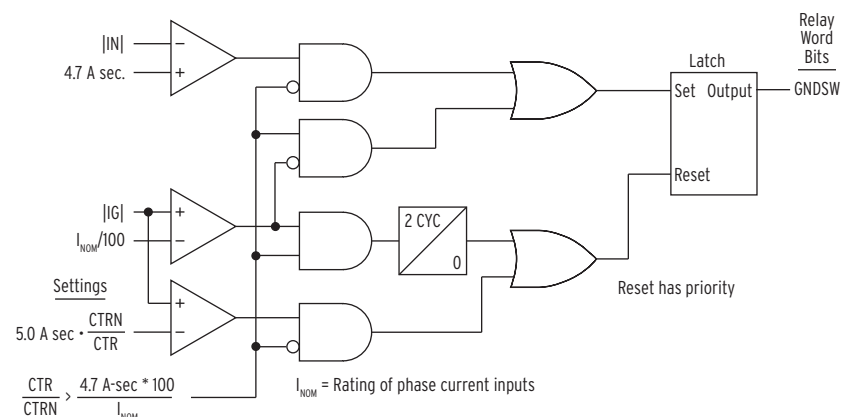 Relay
Word
Bits
|IN|
4.7 A sec.
Latch
Set Output
GNDSW
Reset
|IG|
I_NOM/100
2 CYC
0
Reset has priority
Settings
5.0 A sec • CTRN/CTR
CTR/CTRN > 4.7 A-sec * 100/I_NOM
I_NOM = Rating of phase current inputs